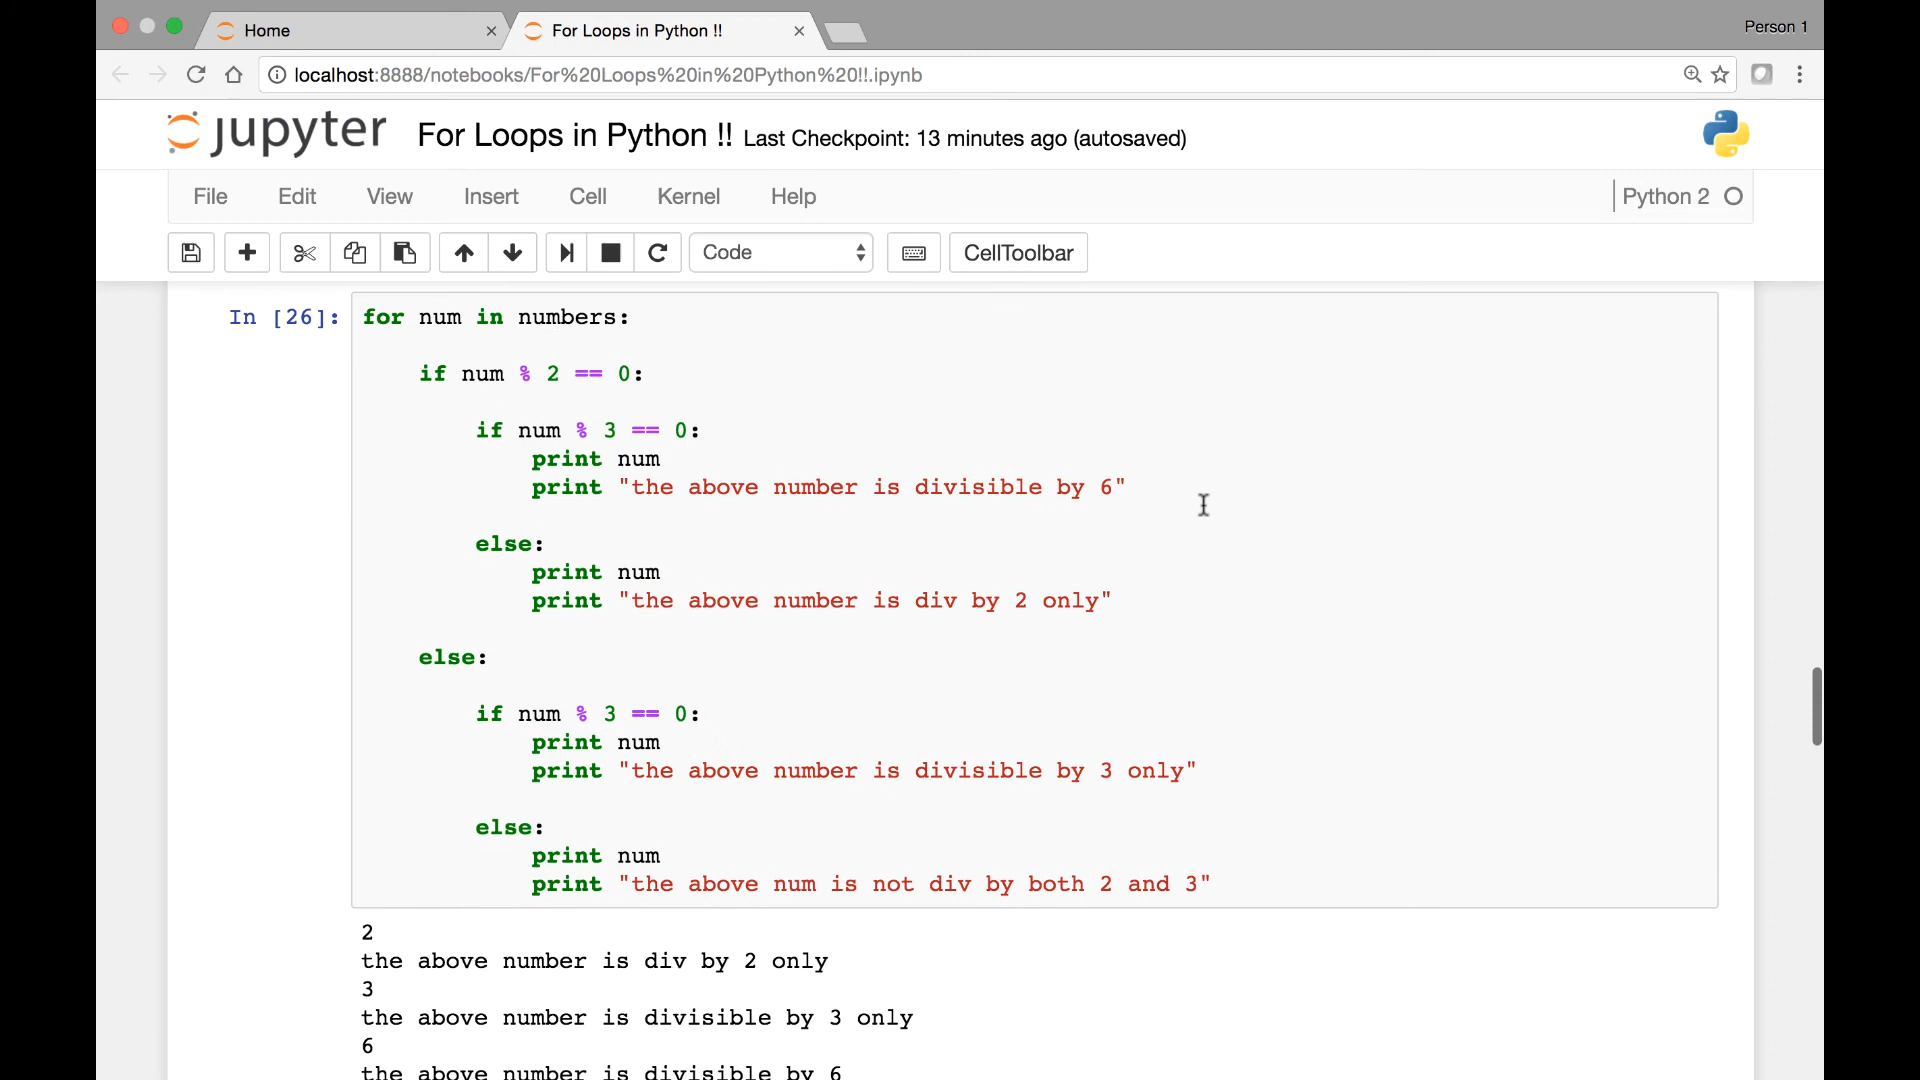 Home
For Loops in Python !!
Person 1
localhost:8888/notebooks/For%20Loops%20in%20Python%20!!.ipynb
jupyter For Loops in Python !! Last Checkpoint: 13 minutes ago (autosaved)
File Edit View Insert Cell Kernel Help Python 2
Code CellToolbar
In [26]: for num in numbers:
if num % 2 == 0:
if num % 3 == 0:
print num
print "the above number is divisible by 6"
else:
print num
print "the above number is div by 2 only"
else:
if num % 3 == 0:
print num
print "the above number is divisible by 3 only"
else:
print num
print "the above num is not div by both 2 and 3"
2
the above number is div by 2 only
3
the above number is divisible by 3 only
6
the above number is divisible by 6